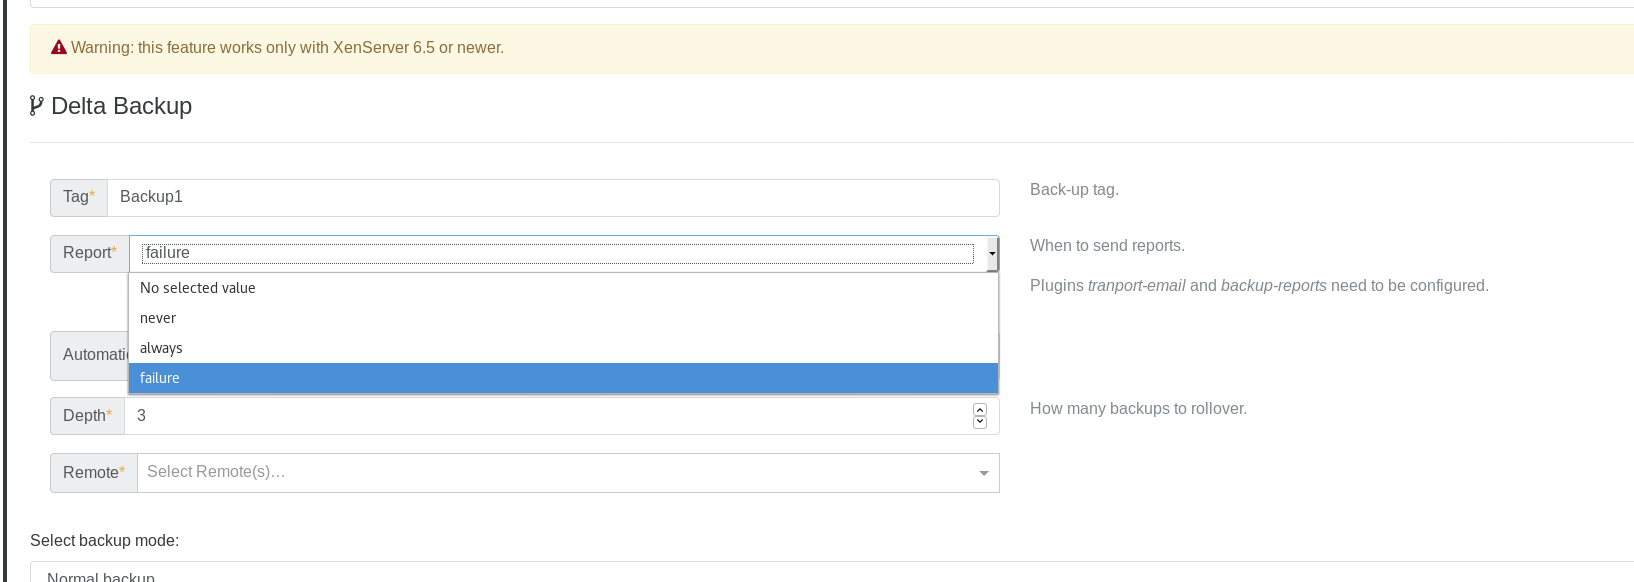 Warning: this feature works only with XenServer 6.5 or newer.
Delta Backup
Tag* Backup1 Back-up tag.
Report* failure When to send reports.
No selected value Plugins tranport-email and backup-reports need to be configured.
never
always
Automatic
failure
Depth* 3 How many backups to rollover.
Remote* Select Remote(s)…
Select backup mode:
Normal backup